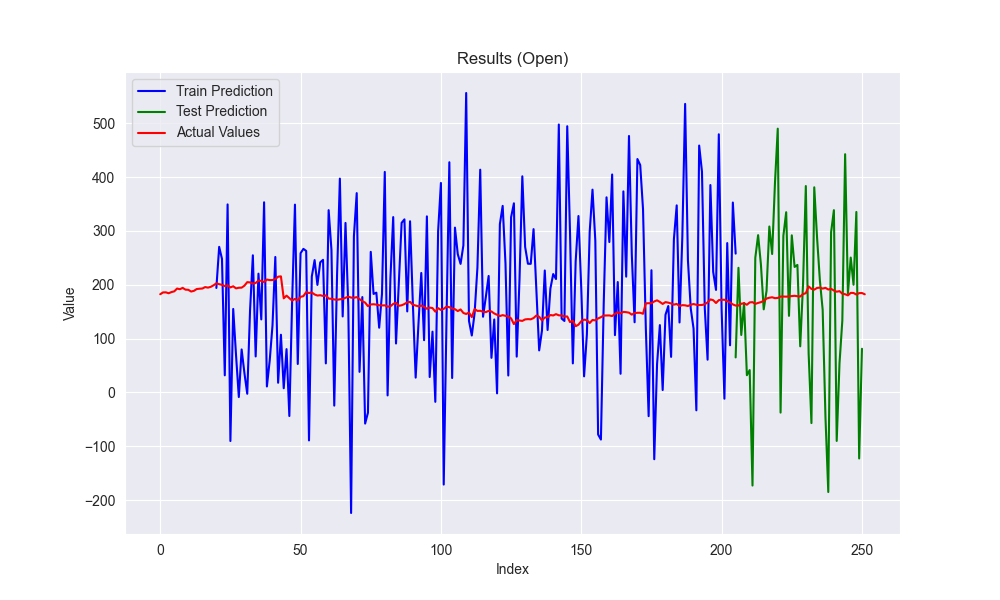 Results (Open)
Train Prediction
Test Prediction
Actual Values
500
400
300
200
100
0
−100
−200
Value
0 50 100 150 200 250
Index